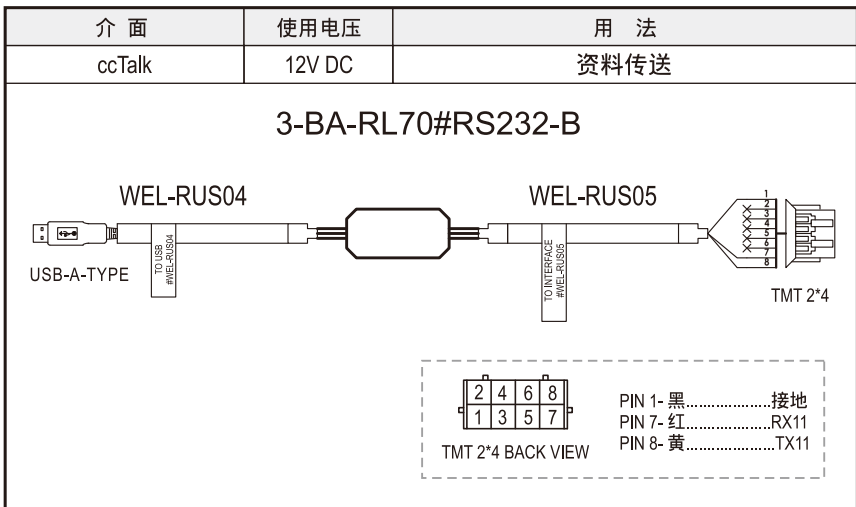 介 面 使用电压 用 法
ccTalk 12V DC 资料传送
3-BA-RL70#RS232-B
WEL-RUS04 WEL-RUS05
USB-A-TYPE
TO USB
#WEL-RUS04
TO INTERFACE
#WEL-RUS05
1
2
3
4
5
6
7
8
TMT 2*4
2 4 6 8
1 3 5 7
TMT 2*4 BACK VIEW
PIN 1- 黑..............接地
PIN 7- 红..............RX11
PIN 8- 黄..............TX11